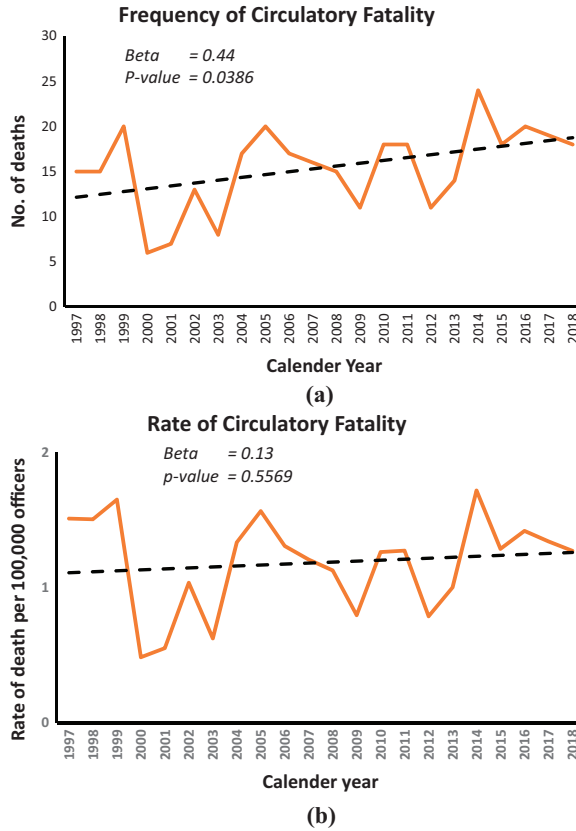 Frequency of Circulatory Fatality
Beta = 0.44
P-value = 0.0386
No. of deaths
30
25
20
15
10
5
0
1997 1998 1999 2000 2001 2002 2003 2004 2005 2006 2007 2008 2009 2010 2011 2012 2013 2014 2015 2016 2017 2018
Calender Year
(a)
Rate of Circulatory Fatality
Beta = 0.13
p-value = 0.5569
Rate of death per 100,000 officers
2
1
0
1997 1998 1999 2000 2001 2002 2003 2004 2005 2006 2007 2008 2009 2010 2011 2012 2013 2014 2015 2016 2017 2018
Calender year
(b)